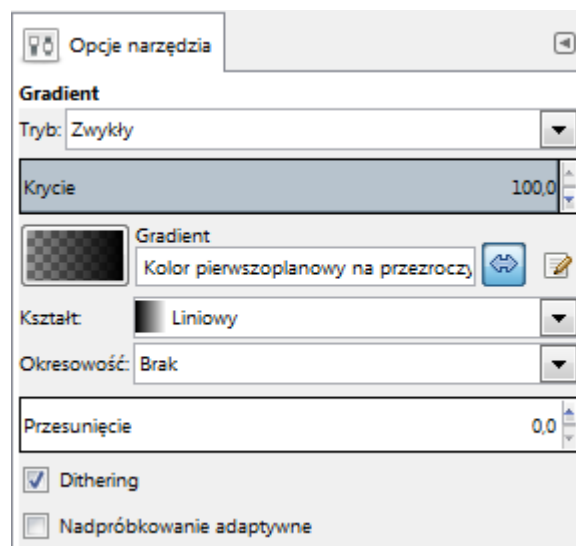 Opcje narzędzia
Gradient
Tryb: Zwykły
Krycie 100,0
Gradient
Kolor pierwszoplanowy na
Kształt: Liniowy
Okresowość: Brak
Przesunięcie 0,0
Dithering
Nadpróbkowanie adaptywne